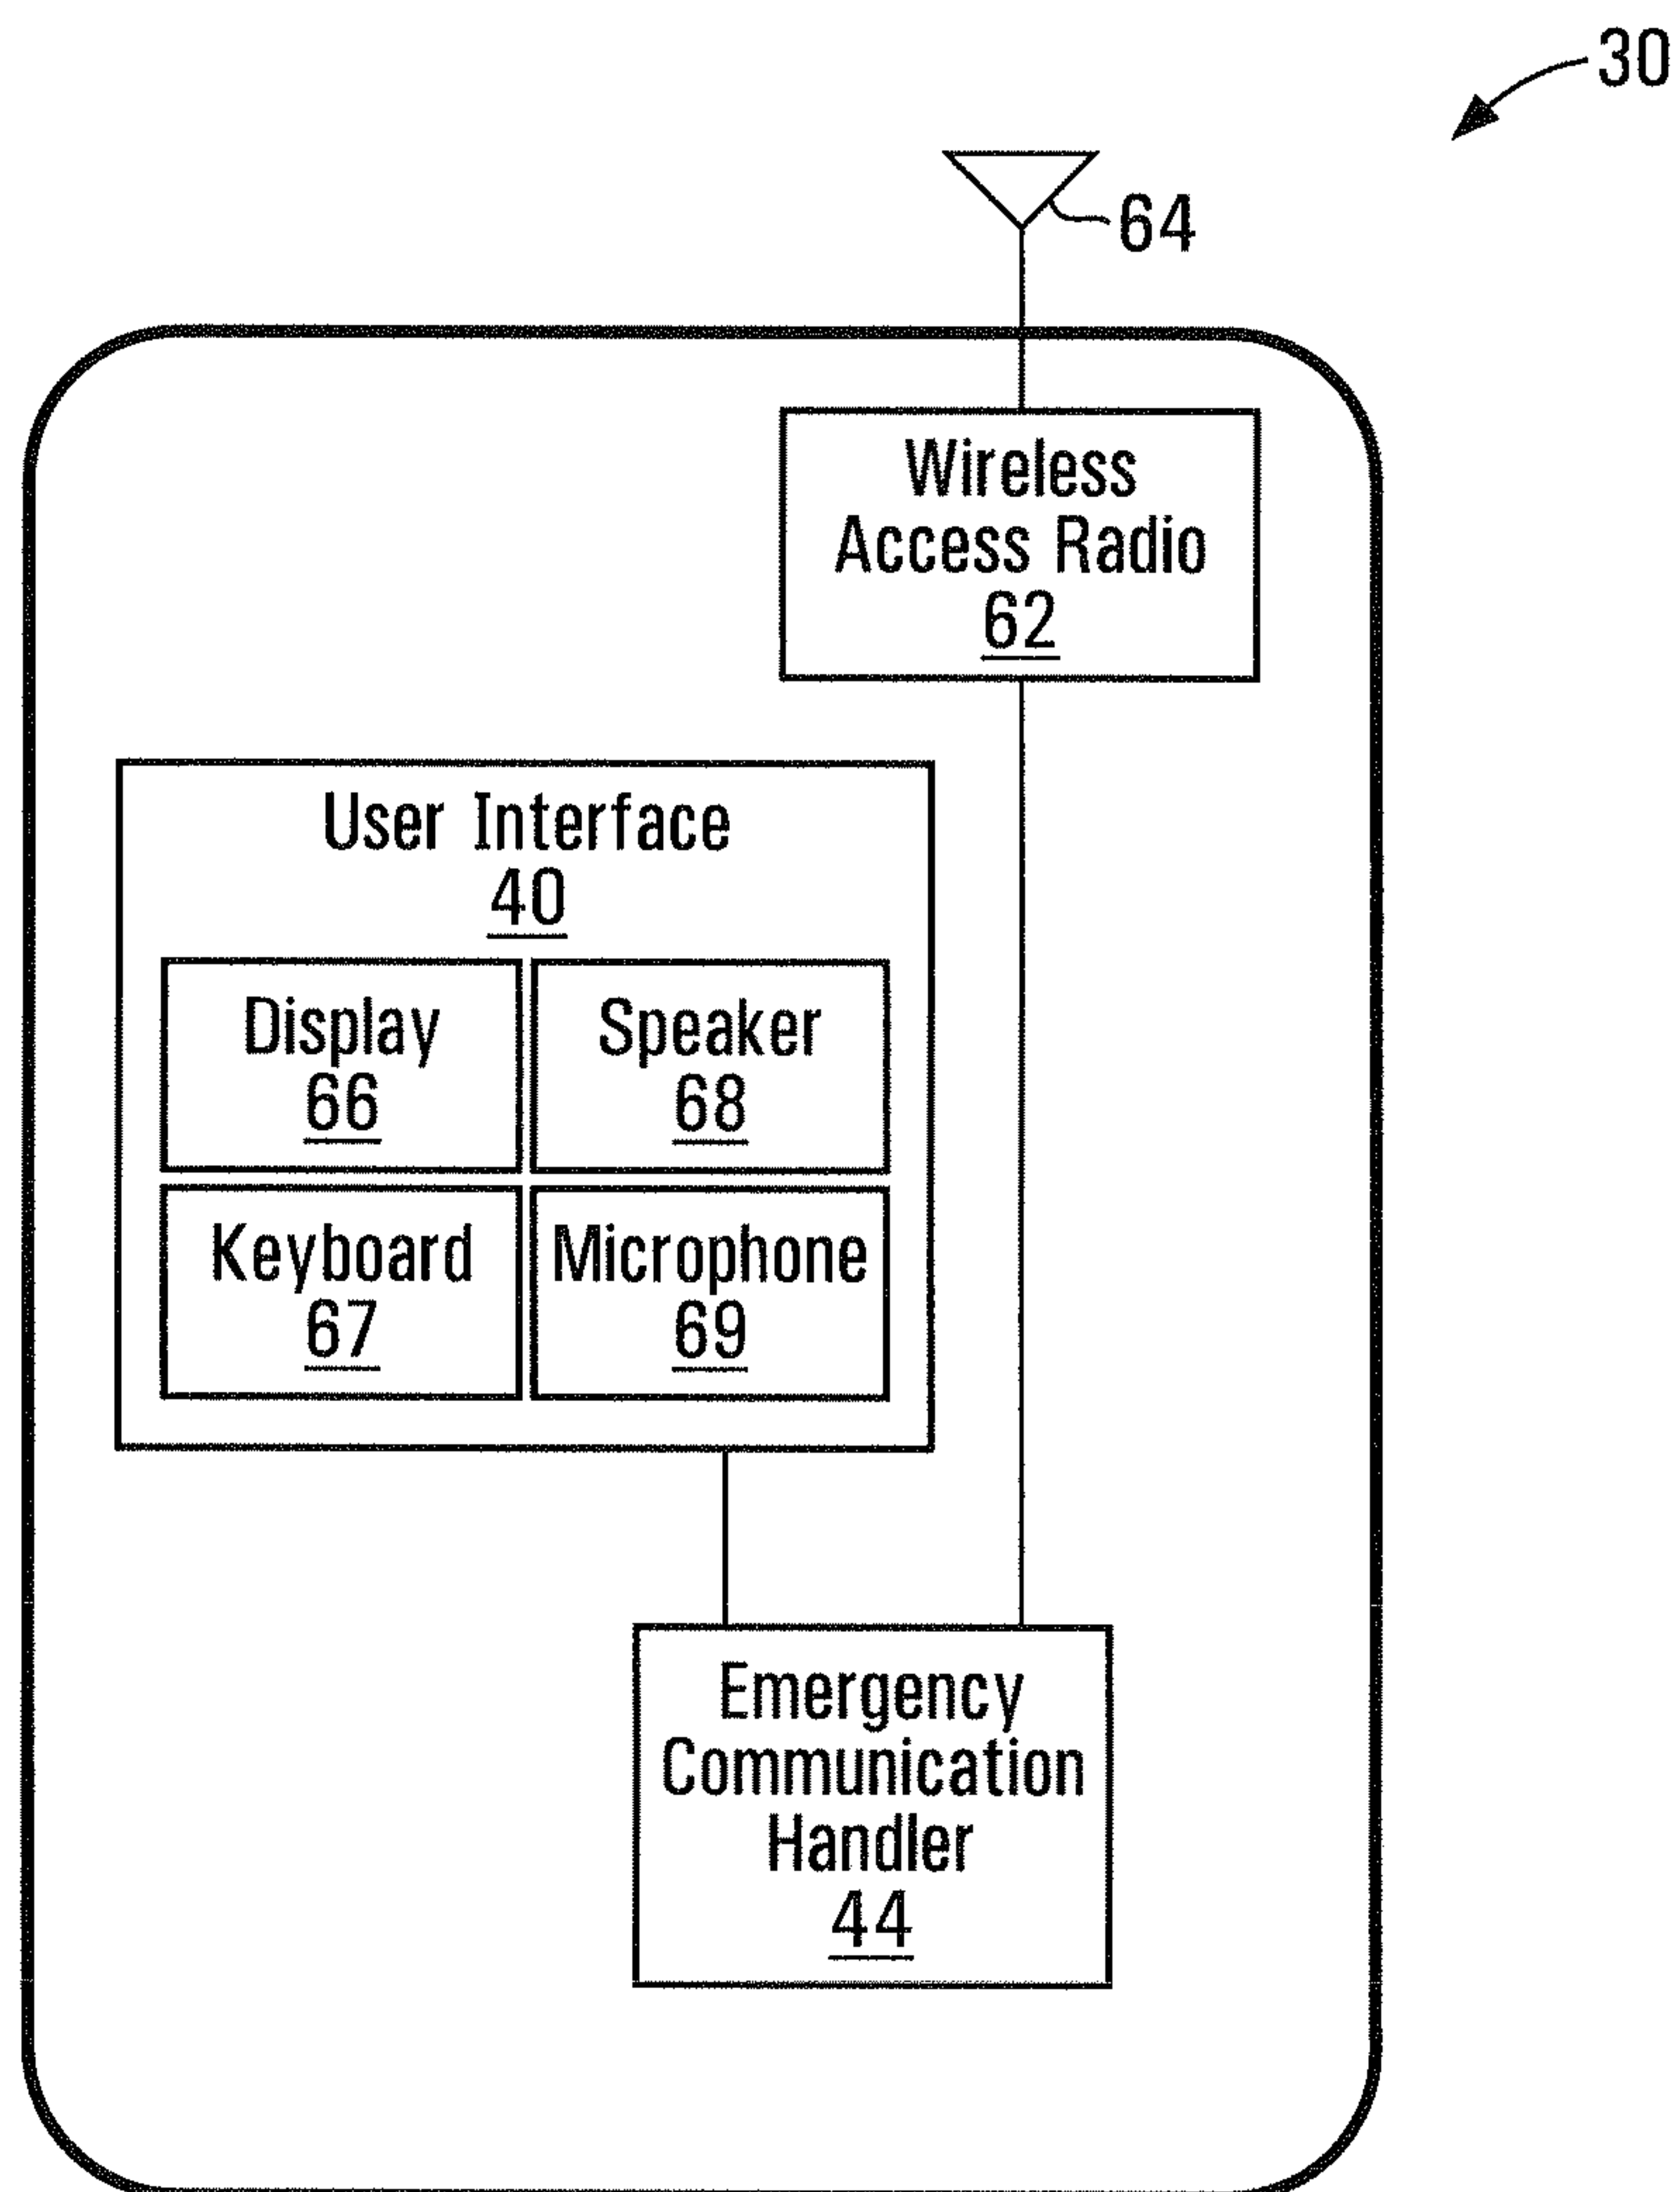 30
64
Wireless
Access Radio
62
User Interface
40
Display
66
Speaker
68
Keyboard
67
Microphone
69
Emergency
Communication
Handler
44